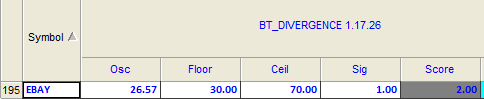 BT_DIVERGENCE 1.17.26
Symbol
Osc Floor Ceil Sig Score
195 EBAY 26.57 30.00 70.00 1.00 2.00